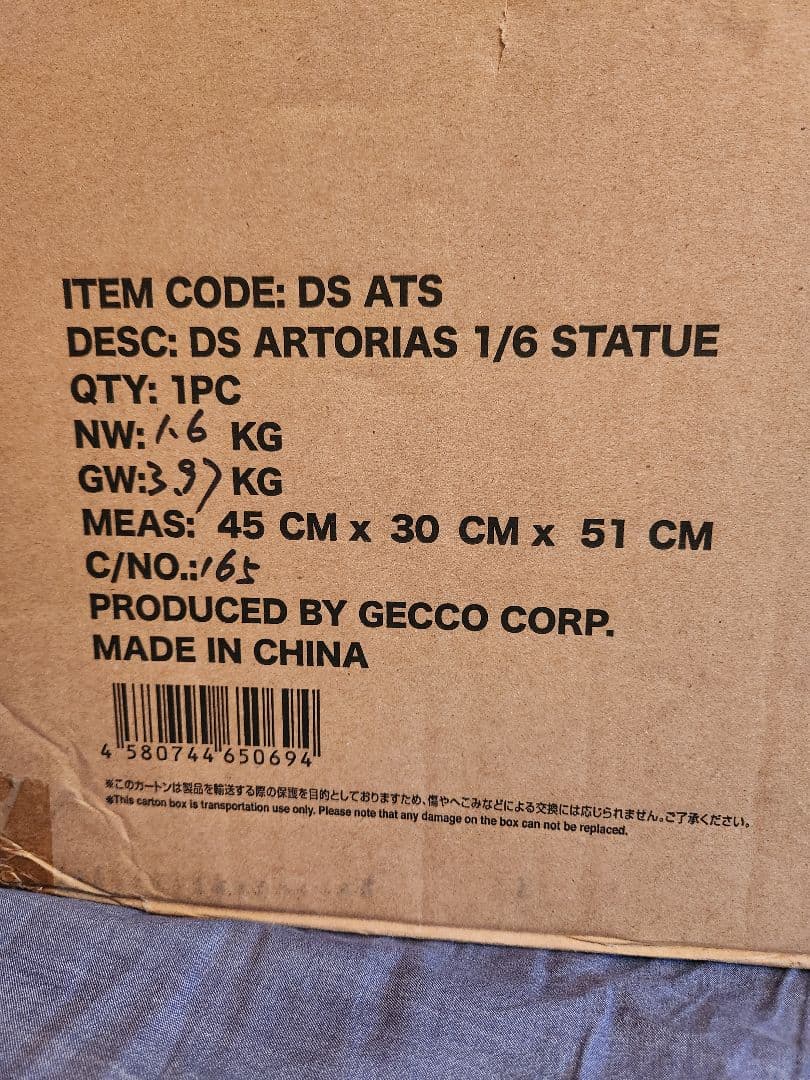 ITEM CODE: DS ATS
DESC: DS ARTORIAS 1/6 STATUE
QTY: 1PC
NW: 1.6 KG
GW: 3.97 KG
MEAS: 45 CM x 30 CM x 51 CM
C/NO.: 165
PRODUCED BY GECCO CORP.
MADE IN CHINA
4 580744 650694
※このカートンは製品を輸送する際の保護を目的としておりますため、傷やへこみなどによる交換には応じられません。ご了承ください。
※This carton box is transportation use only. Please note that any damage on the box can not be replaced.